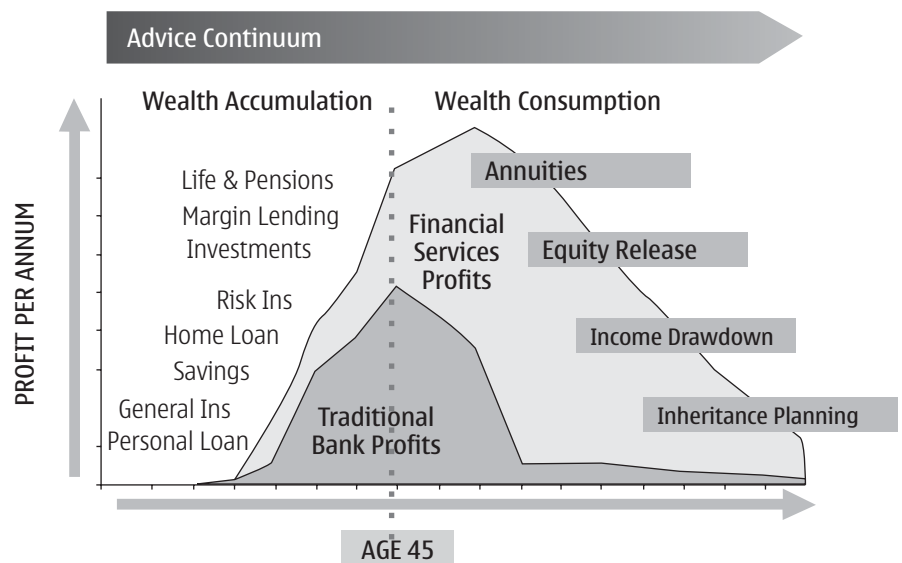 Advice Continuum
Wealth Accumulation
Wealth Consumption
PROFIT PER ANNUM
Life & Pensions
Margin Lending
Investments
Risk Ins
Home Loan
Savings
General Ins
Personal Loan
Financial
Services
Profits
Traditional
Bank Profits
Annuities
Equity Release
Income Drawdown
Inheritance Planning
AGE 45